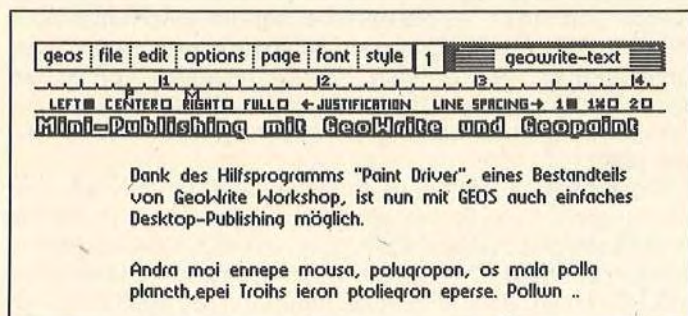 geos file edit options page font style 1 geowrite-text
1 2 3 4
P M
LEFT CENTER RIGHT FULL ←JUSTIFICATION LINE SPACING→ 1 1½ 2
Mini-Publishing mit GeoWrite und Geopaint
Dank des Hilfsprogramms "Paint Driver", eines Bestandteils
von GeoWrite Workshop, ist nun mit GEOS auch einfaches
Desktop-Publishing möglich.
Andra moi ennepe mousa, poluqropon, os mala polla
plancth,epei Troihs ieron ptolieqron eperse. Pollwn ..